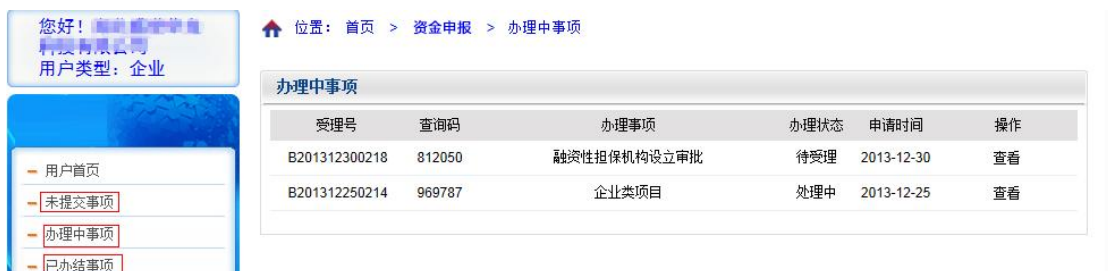 您好！
用户类型：企业
位置： 首页 > 资金申报 > 办理中事项
办理中事项
受理号 查询码 办理事项 办理状态 申请时间 操作
B201312300218 812050 融资性担保机构设立审批 待受理 2013-12-30 查看
B201312250214 969787 企业类项目 处理中 2013-12-25 查看
用户首页
未提交事项
办理中事项
已办结事项